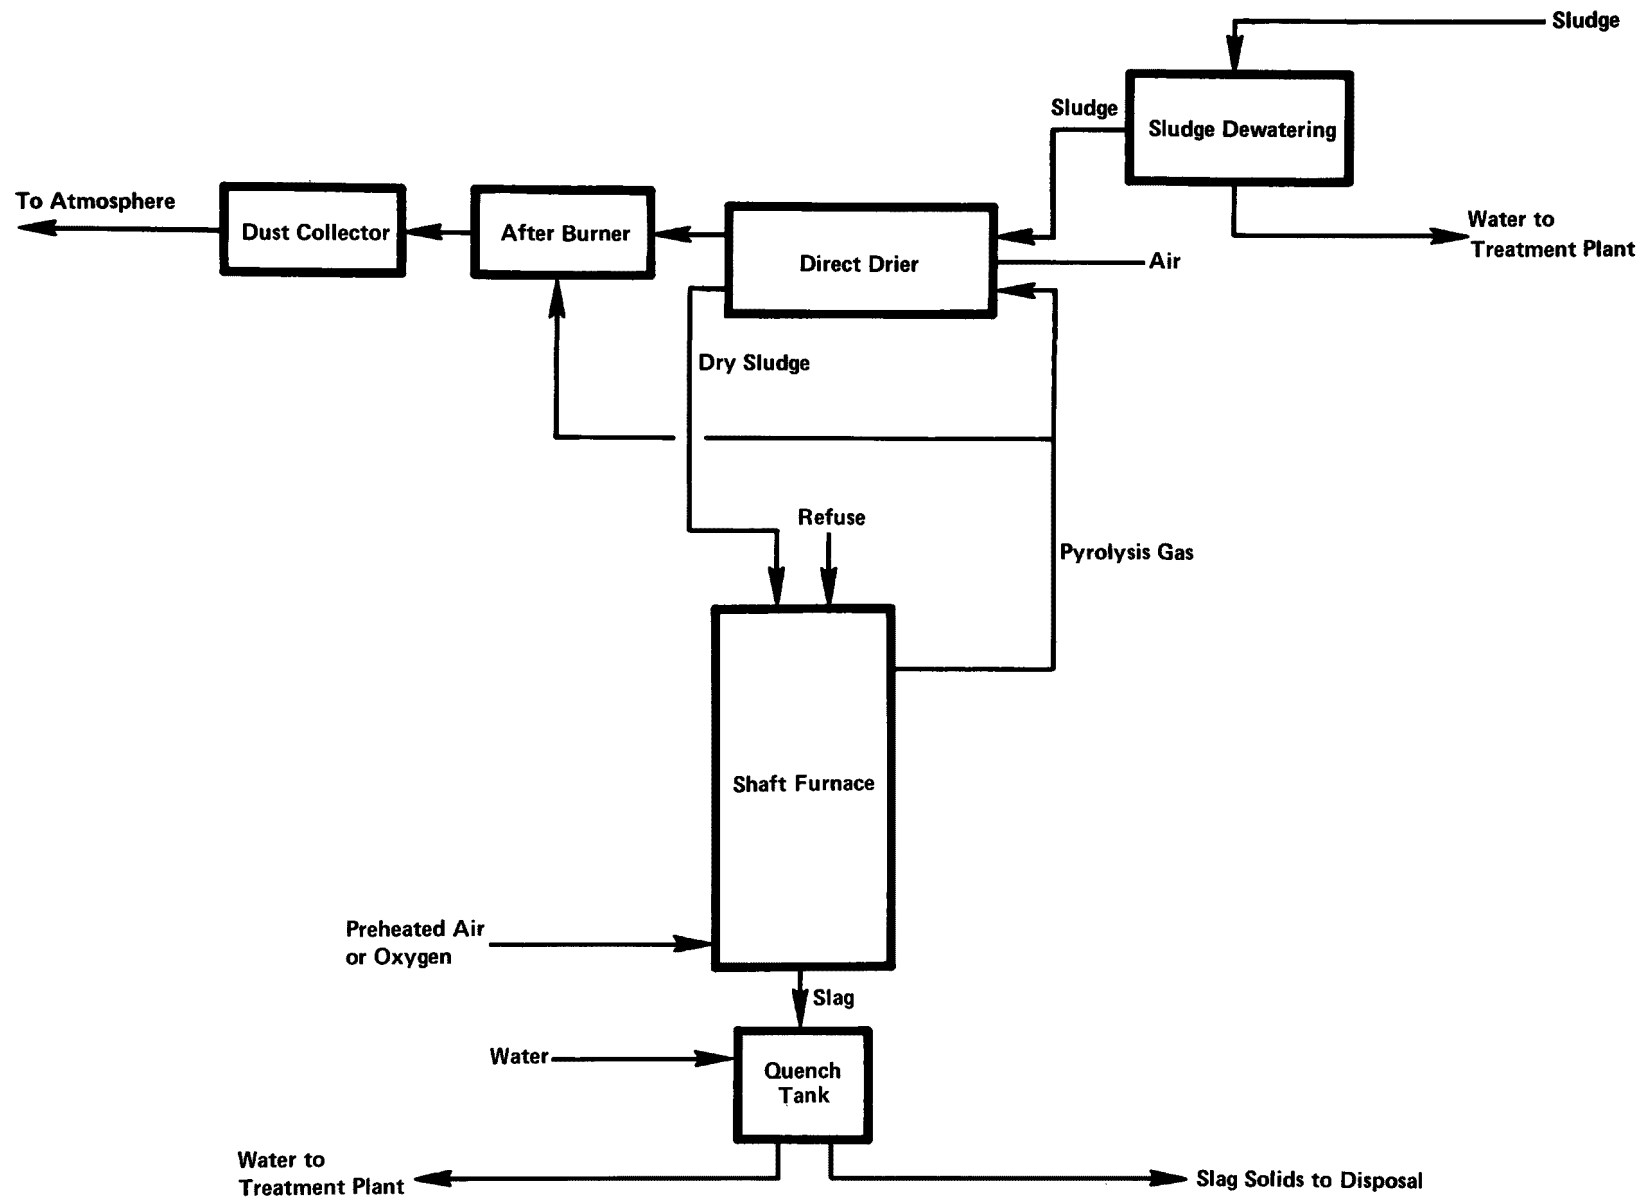 Sludge
Sludge
Sludge Dewatering
To Atmosphere
Dust Collector
After Burner
Direct Drier
Air
Water to
Treatment Plant
Dry Sludge
Refuse
Pyrolysis Gas
Shaft Furnace
Preheated Air
or Oxygen
Slag
Water
Quench
Tank
Water to
Treatment Plant
Slag Solids to Disposal